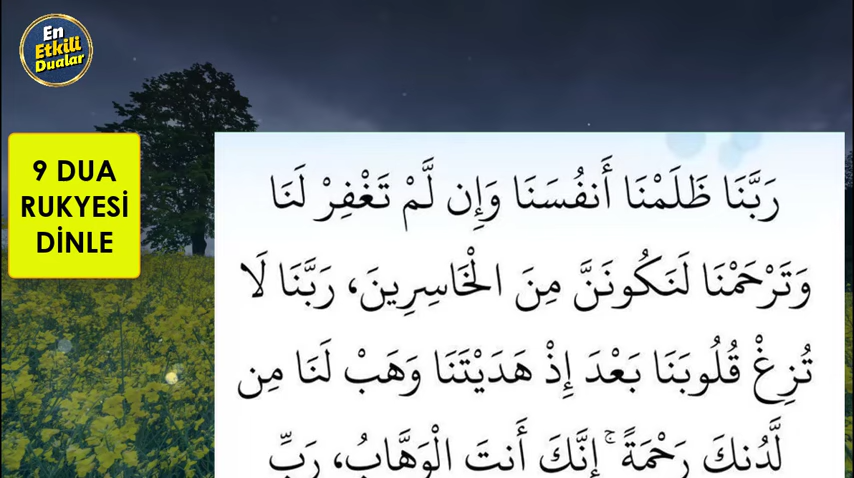 En
Etkili
Dualar
9 DUA
RUKYESİ
DİNLE
رَبَّنَا ظَلَمْنَا أَنفُسَنَا وَإِن لَّمْ تَغْفِرْ لَنَا
وَتَرْحَمْنَا لَنَكُونَنَّ مِنَ الْخَاسِرِينَ، رَبَّنَا لَا
تُزِغْ قُلُوبَنَا بَعْدَ إِذْ هَدَيْتَنَا وَهَبْ لَنَا مِن
لَّدُنكَ رَحْمَةً ۚ إِنَّكَ أَنتَ الْوَهَّابُ، رَبِّ